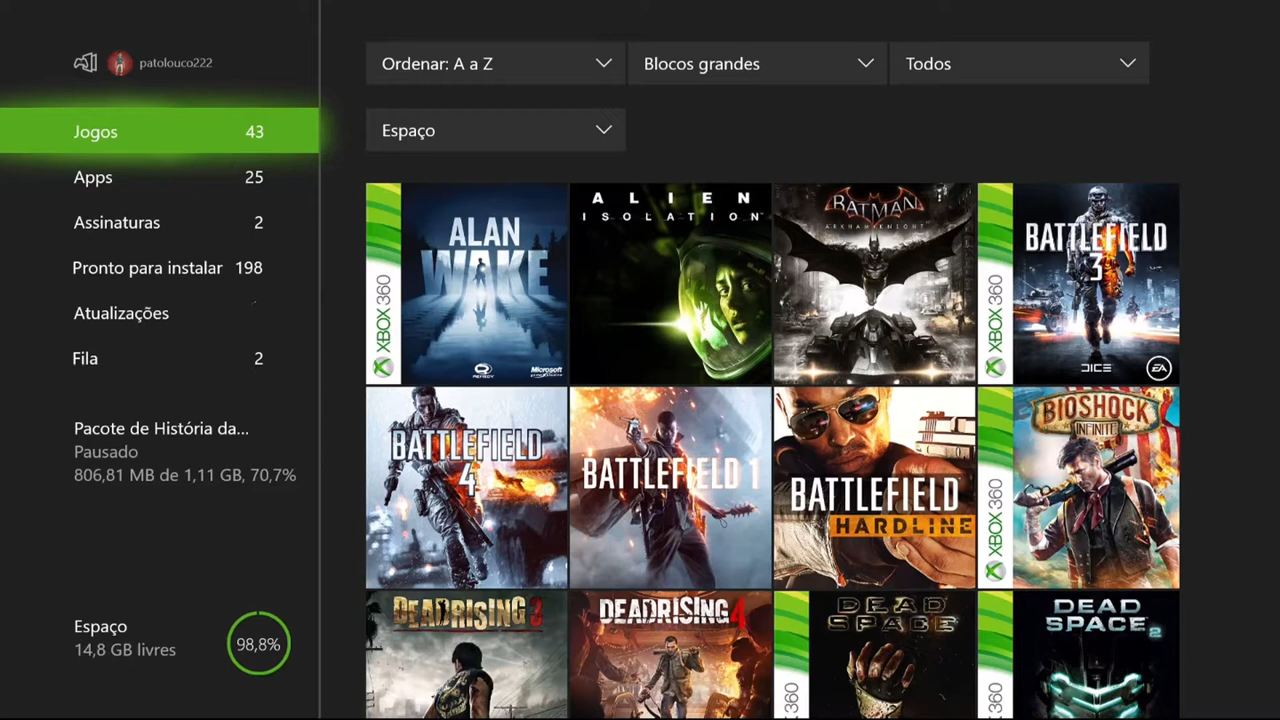 patolouco222
Jogos 43
Apps 25
Assinaturas 2
Pronto para instalar 198
Atualizações
Fila 2
Pacote de História da...
Pausado
806,81 MB de 1,11 GB, 70,7%
Espaço
14,8 GB livres
98,8%
Ordenar: A a Z
Blocos grandes
Todos
Espaço
XBOX 360
ALAN
WAKE
REMEDY
Microsoft
ALIEN
ISOLATION
BATMAN
ARKHAM KNIGHT
XBOX 360
BATTLEFIELD
3
DICE
EA
BATTLEFIELD
4
BATTLEFIELD 1
BATTLEFIELD
HARDLINE
XBOX 360
BIOSHOCK
INFINITE
DEADRISING 3
DEADRISING 4
360
DEAD
SPACE
360
DEAD
SPACE 2